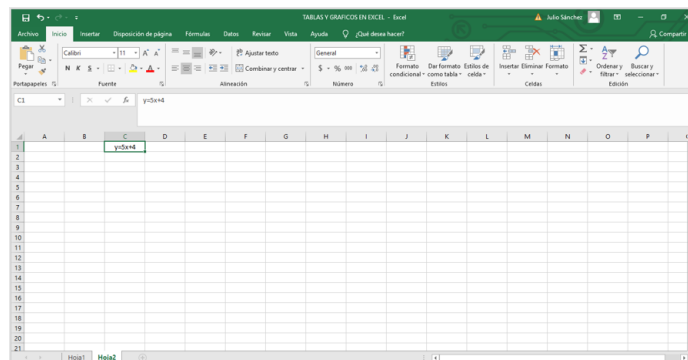 TABLAS Y GRAFICOS EN EXCEL - Excel
Julio Sánchez
Archivo Inicio Insertar Disposición de página Fórmulas Datos Revisar Vista Ayuda ¿Qué desea hacer? Compartir
Pegar
Calibri 11 A A
N K S A
Ajustar texto
Combinar y centrar
General
$ % 000
Formato condicional
Dar formato como tabla
Estilos de celda
Insertar Eliminar Formato
Ordenar y filtrar
Buscar y seleccionar
Portapapeles Fuente Alineación Número Estilos Celdas Edición
C1 fx y=5x+4
A B C D E F G H I J K L M N O P
1 y=5x+4
2
3
4
5
6
7
8
9
10
11
12
13
14
15
16
17
18
19
20
21
Hoja1 Hoja2